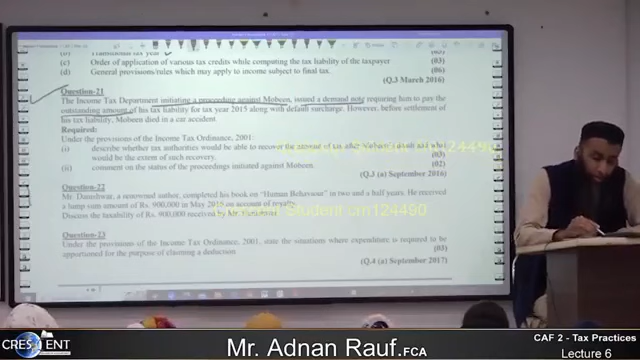 (b) Transitional tax year (02)
(c) Order of application of various tax credits while computing the tax liability of the taxpayer (03)
(d) General provisions/rules which may apply to income subject to final tax. (06)
(Q.3 March 2016)
Question-21
The Income Tax Department initiating a proceeding against Mobeen, issued a demand note requiring him to pay the
outstanding amount of his tax liability for tax year 2015 along with default surcharge. However, before settlement of
his tax liability, Mobeen died in a car accident.
Required:
Under the provisions of the Income Tax Ordinance, 2001:
(i) describe whether tax authorities would be able to recover the amount of tax after Mobeen's death and what
would be the extent of such recovery. (03)
(ii) comment on the status of the proceedings initiated against Mobeen. (02)
(Q.3 (a) September 2016)
Question-22
Mr. Daneshwar, a renowned author, completed his book on "Human Behaviour" in two and a half years. He received
a lump sum amount of Rs. 900,000 in May 2016 on account of royalty.
Discuss the taxability of Rs. 900,000 received by Mr. Daneshwar.
Student crn124490
Question-23
Under the provisions of the Income Tax Ordinance, 2001, state the situations where expenditure is required to be
apportioned for the purpose of claiming a deduction. (03)
(Q.4 (a) September 2017)
CRESCENT
Mr. Adnan Rauf.FCA
CAF 2 - Tax Practices
Lecture 6